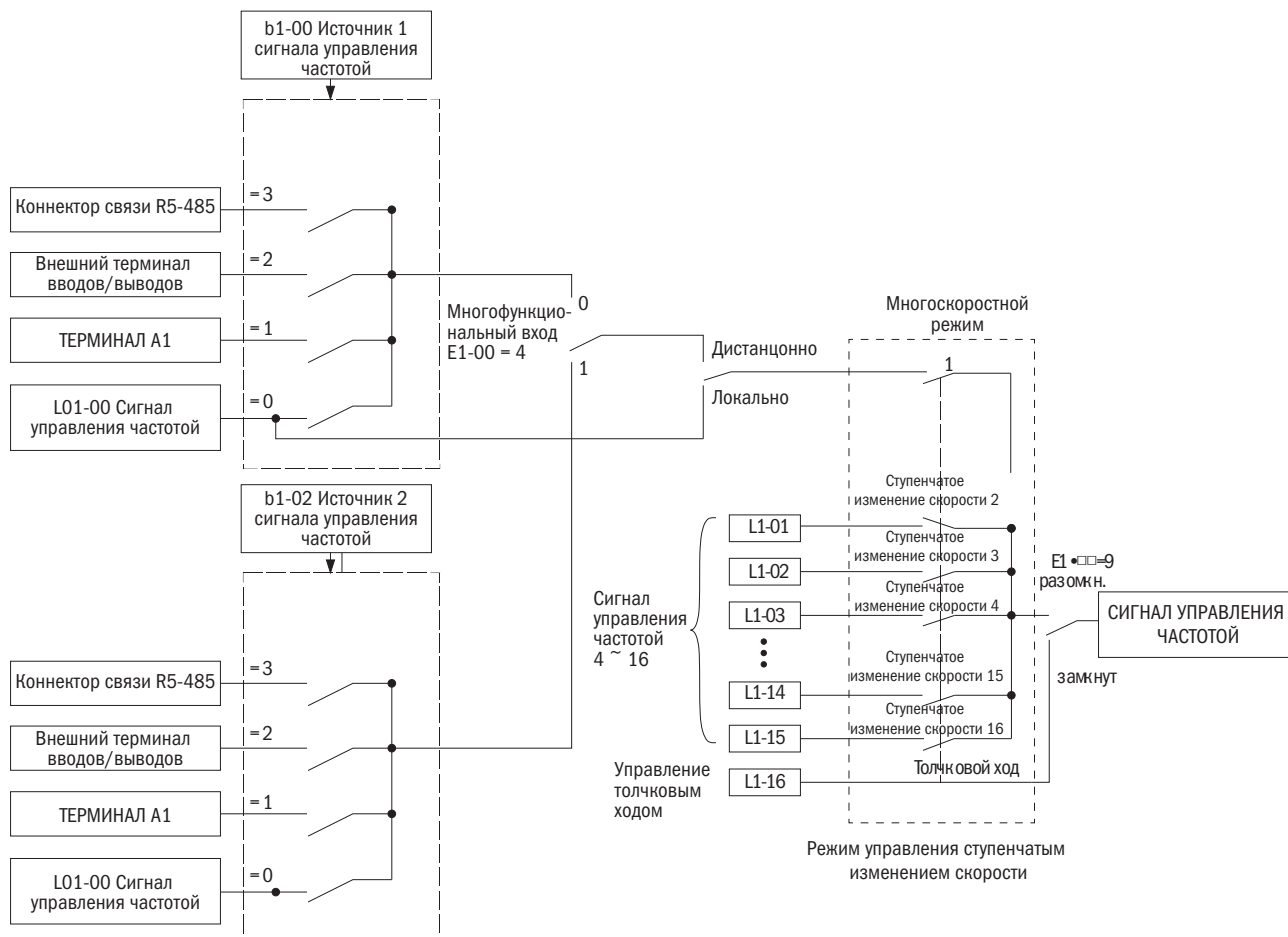 b1-00 Источник 1
сигнала управления
частотой
= 3
Коннектор связи R5-485
= 2
Внешний терминал
вводов/выводов
= 1
ТЕРМИНАЛ А1
=0
L01-00 Сигнал
управления частотой
Многофункцио-
нальный вход
E1-00 = 4
0
1
Дистанцонно
Локально
Многоскоростной
режим
1
b1-02 Источник 2
сигнала управления
частотой
= 3
Коннектор связи R5-485
= 2
Внешний терминал
вводов/выводов
= 1
ТЕРМИНАЛ А1
=0
L01-00 Сигнал
управления частотой
Сигнал
управления
частотой
4 ~ 16
L1-01
L1-02
L1-03
L1-14
L1-15
Управление
толчковым
ходом
L1-16
Ступенчатое
изменение скорости 2
Ступенчатое
изменение скорости 3
Ступенчатое
изменение скорости 4
Ступенчатое
изменение скорости 15
Ступенчатое
изменение скорости 16
Толчковой ход
Режим управления ступенчатым
изменением скорости
E1•□□=9
разомкн.
замкнут
СИГНАЛ УПРАВЛЕНИЯ
ЧАСТОТОЙ